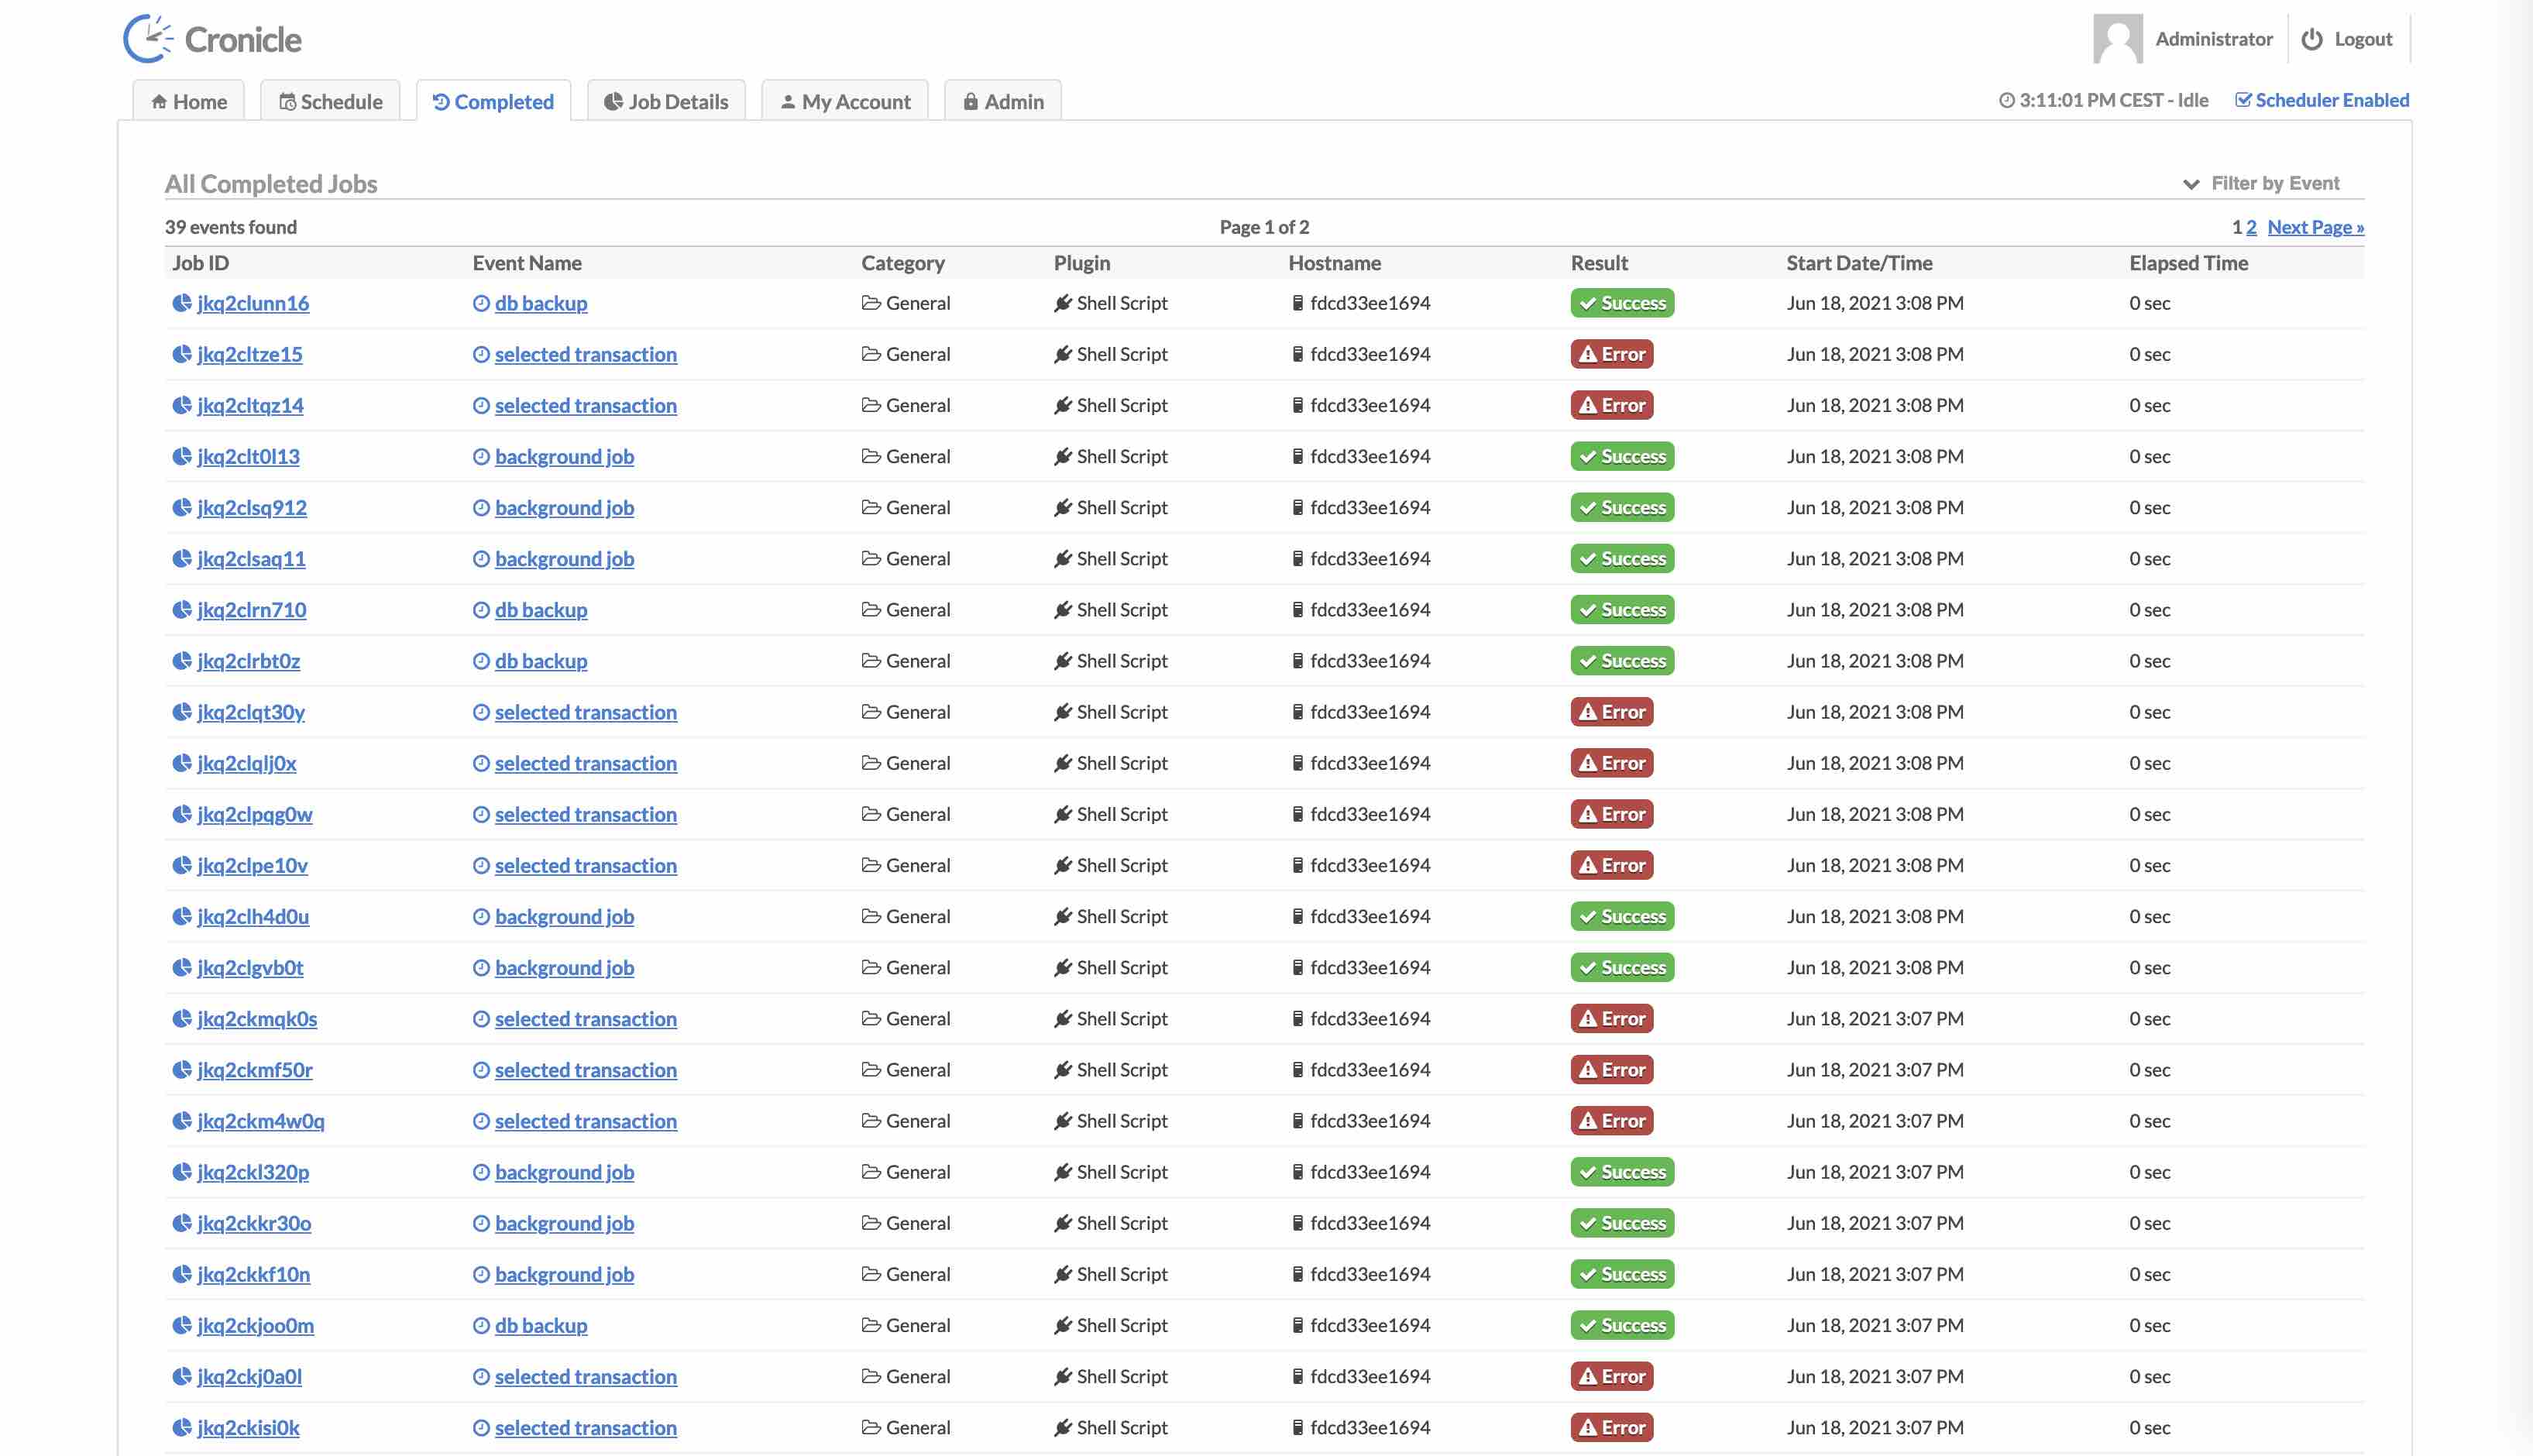 Cronicle
Administrator Logout
Home Schedule Completed Job Details My Account Admin 3:11:01 PM CEST - Idle Scheduler Enabled
All Completed Jobs Filter by Event
39 events found Page 1 of 2 1 2 Next Page »
Job ID Event Name Category Plugin Hostname Result Start Date/Time Elapsed Time
jkq2clunn16 db backup General Shell Script fdcd33ee1694 Success Jun 18, 2021 3:08 PM 0 sec
jkq2cltze15 selected transaction General Shell Script fdcd33ee1694 Error Jun 18, 2021 3:08 PM 0 sec
jkq2cltqz14 selected transaction General Shell Script fdcd33ee1694 Error Jun 18, 2021 3:08 PM 0 sec
jkq2clt0l13 background job General Shell Script fdcd33ee1694 Success Jun 18, 2021 3:08 PM 0 sec
jkq2clsq912 background job General Shell Script fdcd33ee1694 Success Jun 18, 2021 3:08 PM 0 sec
jkq2clsaq11 background job General Shell Script fdcd33ee1694 Success Jun 18, 2021 3:08 PM 0 sec
jkq2clrn710 db backup General Shell Script fdcd33ee1694 Success Jun 18, 2021 3:08 PM 0 sec
jkq2clrbt0z db backup General Shell Script fdcd33ee1694 Success Jun 18, 2021 3:08 PM 0 sec
jkq2clqt30y selected transaction General Shell Script fdcd33ee1694 Error Jun 18, 2021 3:08 PM 0 sec
jkq2clqlj0x selected transaction General Shell Script fdcd33ee1694 Error Jun 18, 2021 3:08 PM 0 sec
jkq2clpqg0w selected transaction General Shell Script fdcd33ee1694 Error Jun 18, 2021 3:08 PM 0 sec
jkq2clpe10v selected transaction General Shell Script fdcd33ee1694 Error Jun 18, 2021 3:08 PM 0 sec
jkq2clh4d0u background job General Shell Script fdcd33ee1694 Success Jun 18, 2021 3:08 PM 0 sec
jkq2clgvb0t background job General Shell Script fdcd33ee1694 Success Jun 18, 2021 3:08 PM 0 sec
jkq2ckmqk0s selected transaction General Shell Script fdcd33ee1694 Error Jun 18, 2021 3:07 PM 0 sec
jkq2ckmf50r selected transaction General Shell Script fdcd33ee1694 Error Jun 18, 2021 3:07 PM 0 sec
jkq2ckm4w0q selected transaction General Shell Script fdcd33ee1694 Error Jun 18, 2021 3:07 PM 0 sec
jkq2ckl320p background job General Shell Script fdcd33ee1694 Success Jun 18, 2021 3:07 PM 0 sec
jkq2ckkr30o background job General Shell Script fdcd33ee1694 Success Jun 18, 2021 3:07 PM 0 sec
jkq2ckkf10n background job General Shell Script fdcd33ee1694 Success Jun 18, 2021 3:07 PM 0 sec
jkq2ckjoo0m db backup General Shell Script fdcd33ee1694 Success Jun 18, 2021 3:07 PM 0 sec
jkq2ckj0a0l selected transaction General Shell Script fdcd33ee1694 Error Jun 18, 2021 3:07 PM 0 sec
jkq2ckisi0k selected transaction General Shell Script fdcd33ee1694 Error Jun 18, 2021 3:07 PM 0 sec